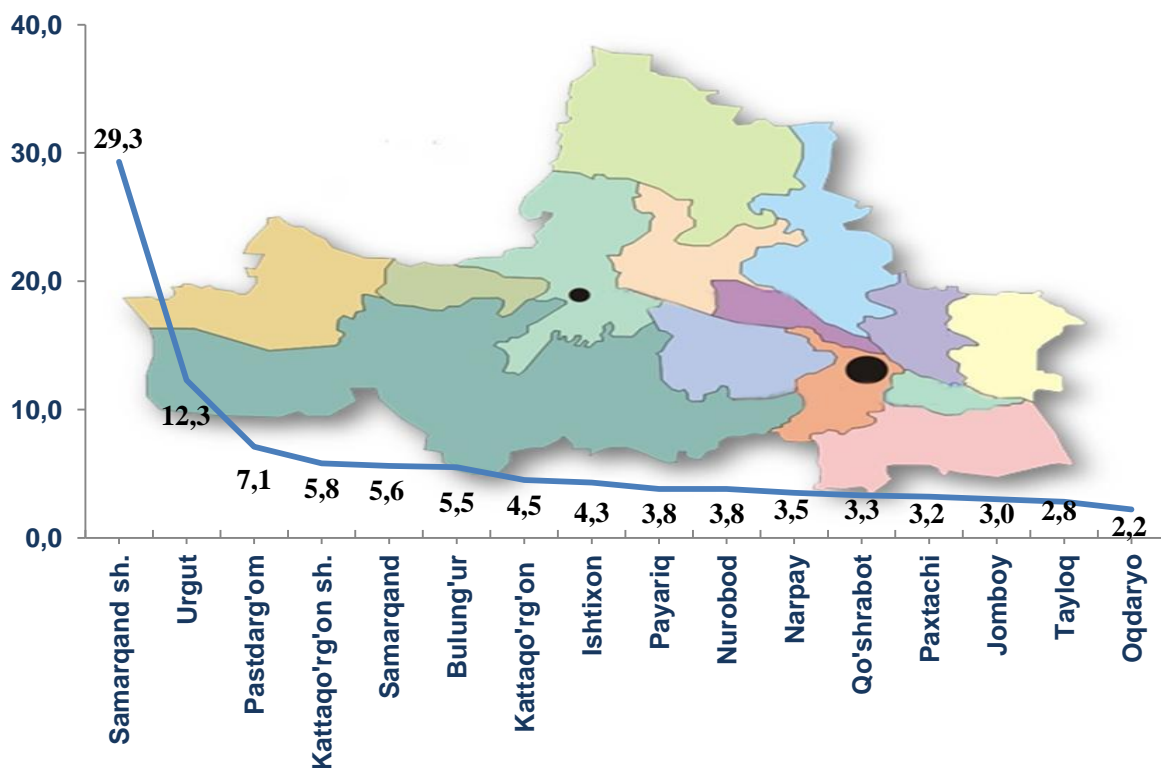 40,0
30,0
20,0
10,0
0,0
29,3
12,3
7,1
5,8
5,6
5,5
4,5
4,3
3,8
3,8
3,5
3,3
3,2
3,0
2,8
2,2
Samarqand sh.
Urgut
Pastdarg'om
Kattaqo'rg'on sh.
Samarqand
Bulung'ur
Kattaqo'rg'on
Ishtixon
Payariq
Nurobod
Narpay
Qo'shrabot
Paxtachi
Jomboy
Tayloq
Oqdaryo